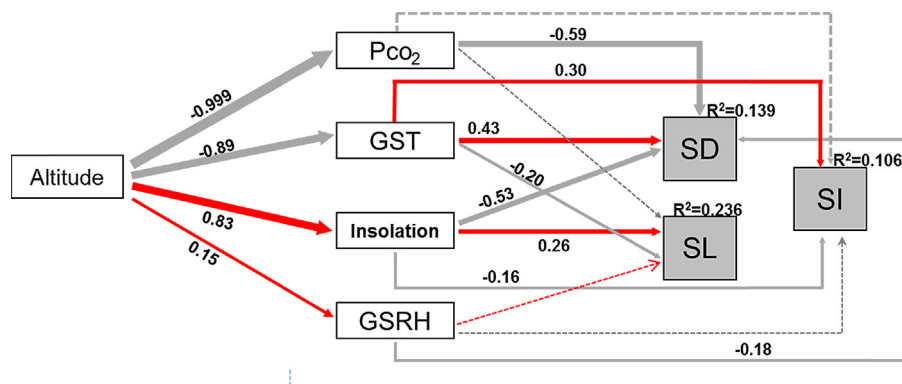 Pco₂
-0.59
0.30
R²=0.139
-0.999
GST
0.43
SD
-0.89
R²=0.106
Altitude
-0.20
SI
-0.53
R²=0.236
0.83
Insolation
0.26
SL
0.15
-0.16
GSRH
-0.18